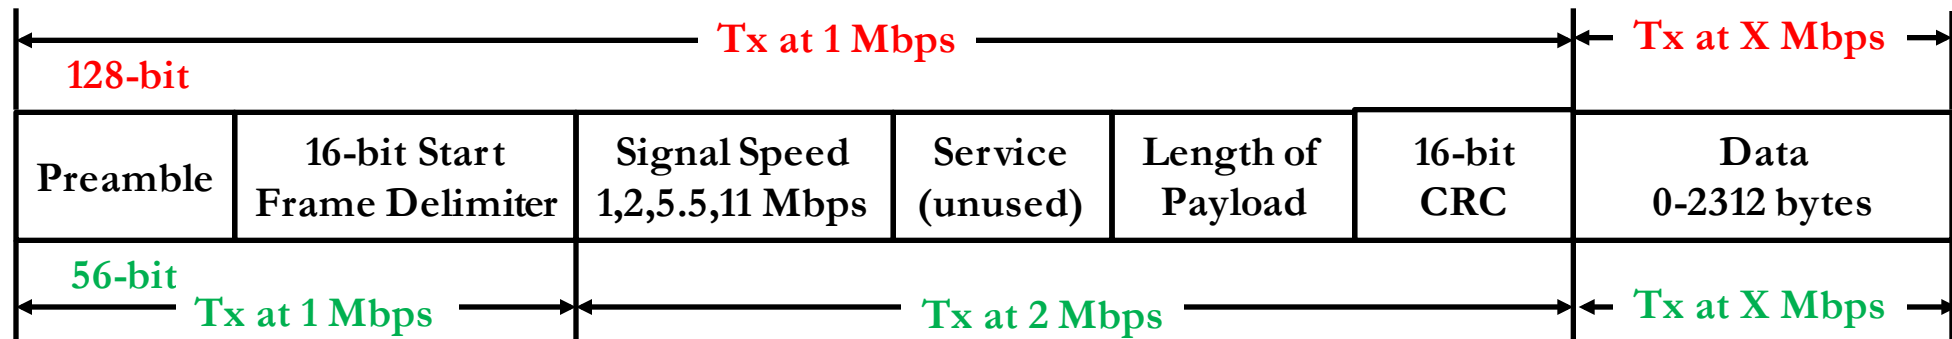 Tx at 1 Mbps
Tx at X Mbps
128-bit
Preamble
16-bit Start
Frame Delimiter
Signal Speed
1,2,5.5,11 Mbps
Service
(unused)
Length of
Payload
16-bit
CRC
Data
0-2312 bytes
56-bit
Tx at 1 Mbps
Tx at 2 Mbps
Tx at X Mbps